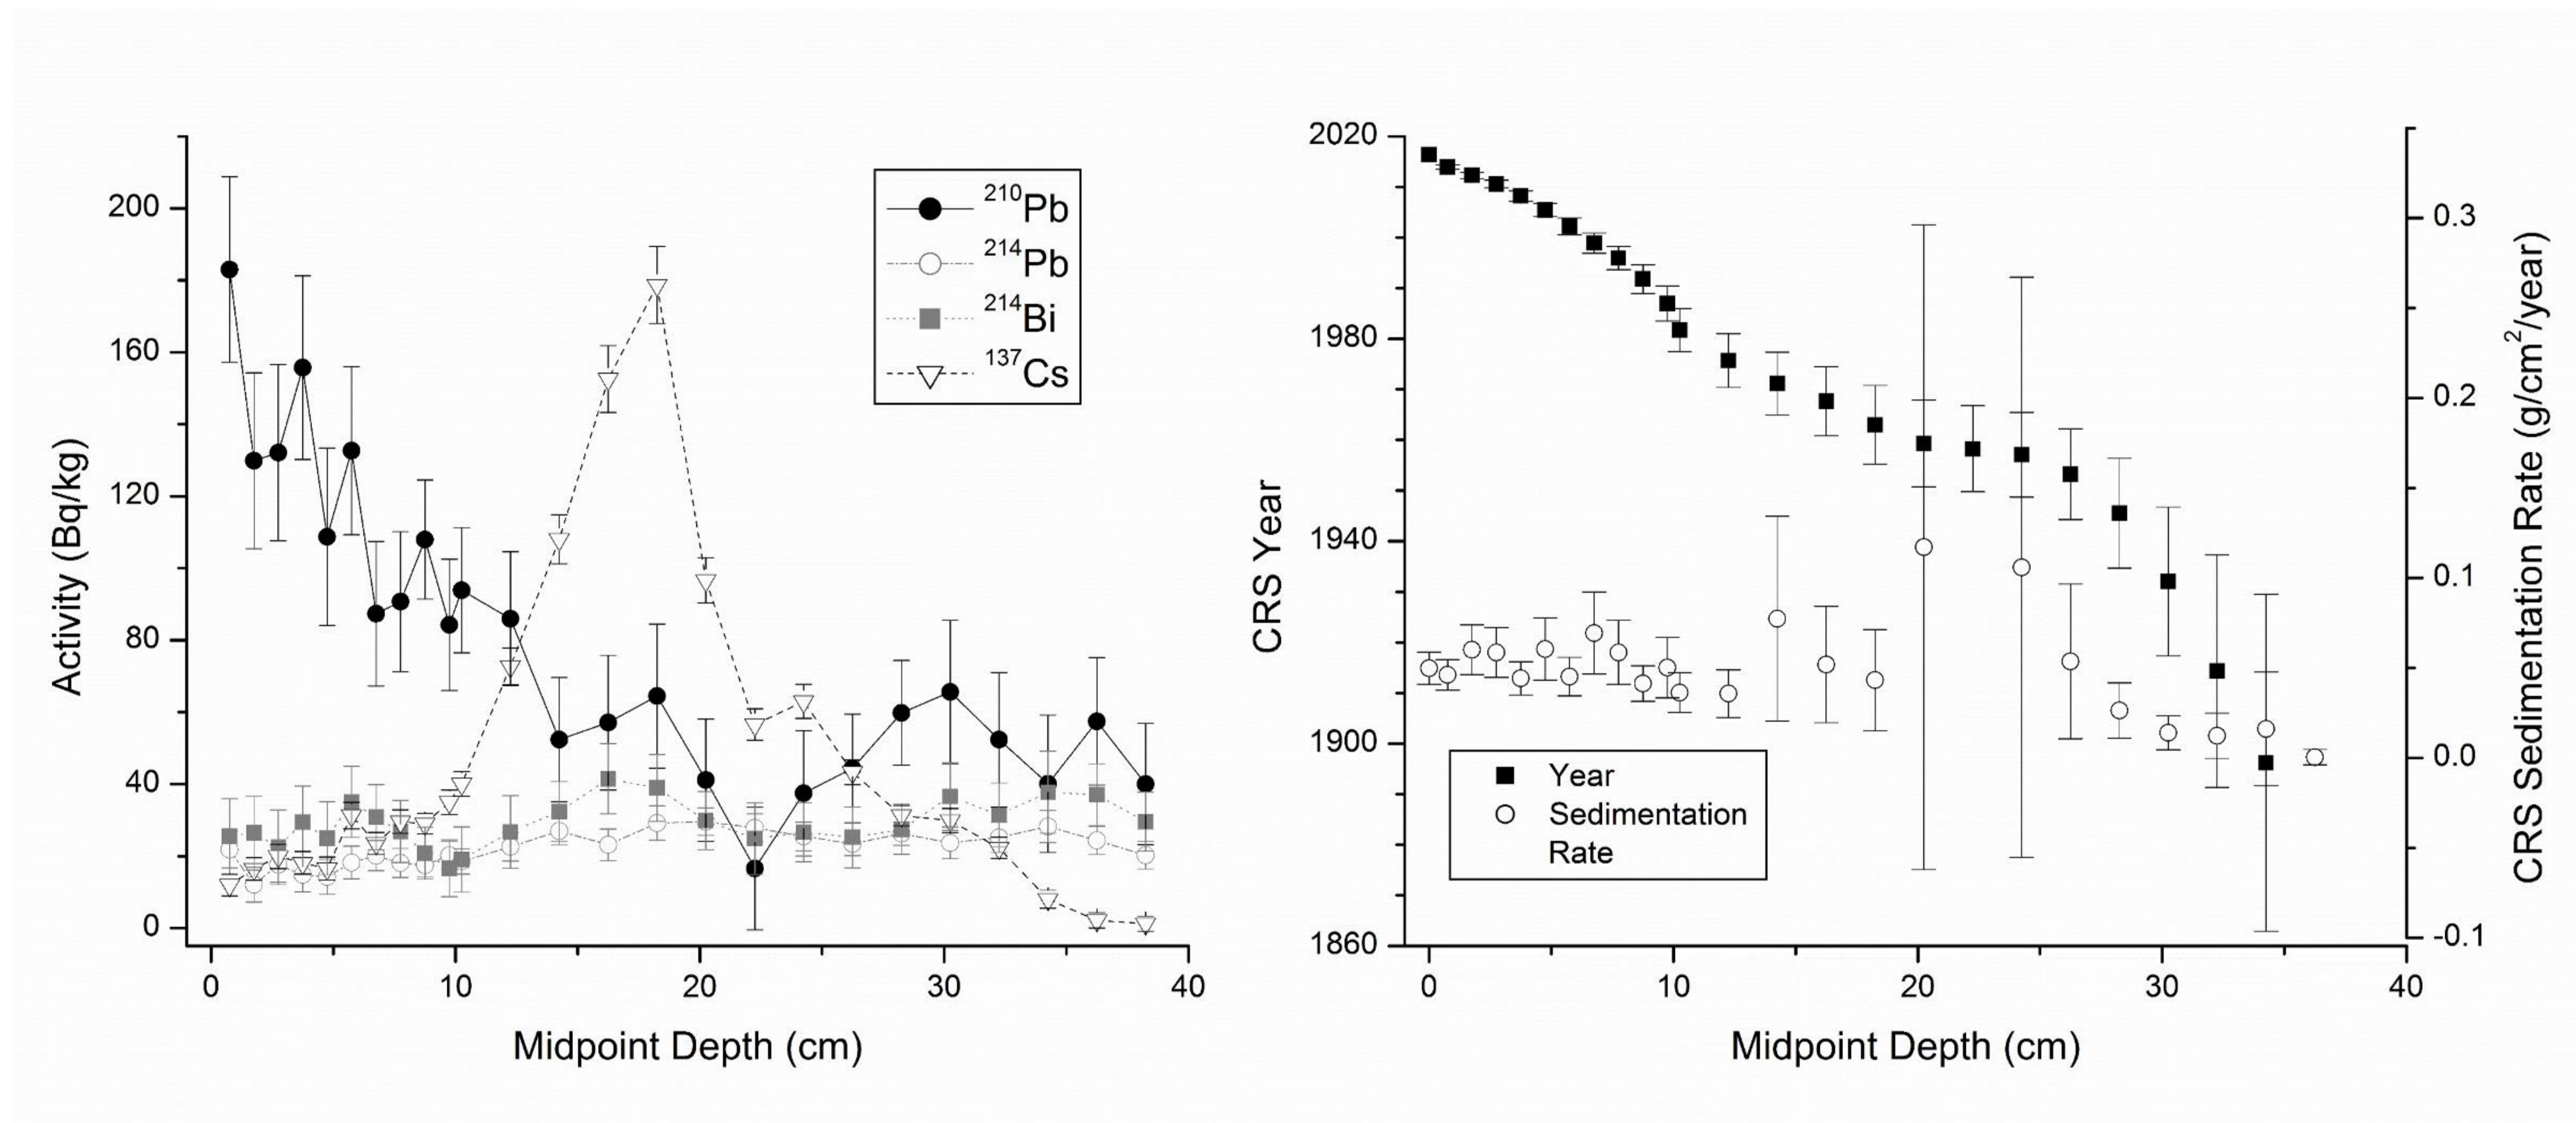 200
160
120
80
40
0
Activity (Bq/kg)
0 10 20 30 40
Midpoint Depth (cm)
210Pb
214Pb
214Bi
137Cs
2020
1980
1940
1900
1860
CRS Year
0.3
0.2
0.1
0.0
-0.1
CRS Sedimentation Rate (g/cm2/year)
Year
Sedimentation
Rate
0 10 20 30 40
Midpoint Depth (cm)